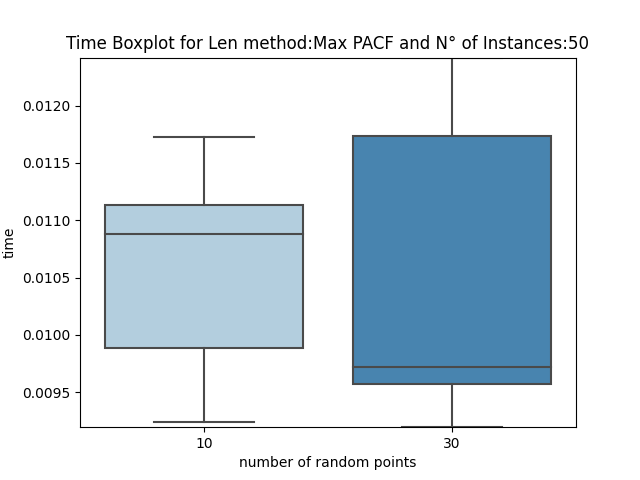 Time Boxplot for Len method:Max PACF and N° of Instances:50
0.0120
0.0115
0.0110
0.0105
0.0100
0.0095
time
10 30
number of random points